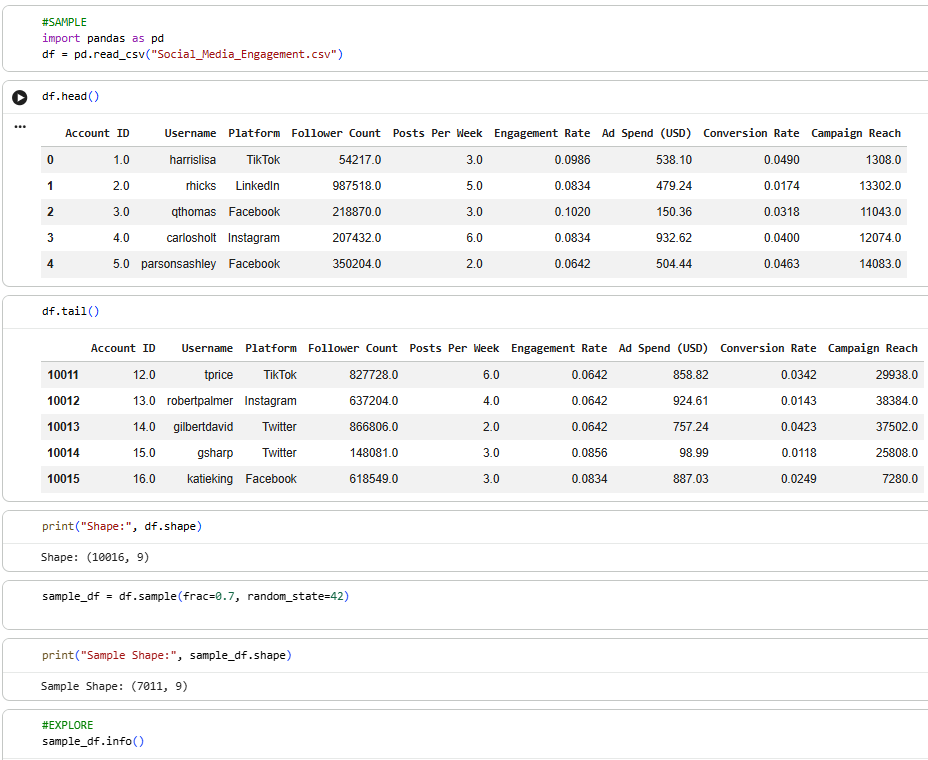 #SAMPLE
import pandas as pd
df = pd.read_csv("Social_Media_Engagement.csv")
df.head()
Account ID Username Platform Follower Count Posts Per Week Engagement Rate Ad Spend (USD) Conversion Rate Campaign Reach
0 1.0 harrislisa TikTok 54217.0 3.0 0.0986 538.10 0.0490 1308.0
1 2.0 rhicks LinkedIn 987518.0 5.0 0.0834 479.24 0.0174 13302.0
2 3.0 qthomas Facebook 218870.0 3.0 0.1020 150.36 0.0318 11043.0
3 4.0 carlosholt Instagram 207432.0 6.0 0.0834 932.62 0.0400 12074.0
4 5.0 parsonsashley Facebook 350204.0 2.0 0.0642 504.44 0.0463 14083.0
df.tail()
Account ID Username Platform Follower Count Posts Per Week Engagement Rate Ad Spend (USD) Conversion Rate Campaign Reach
10011 12.0 tprice TikTok 827728.0 6.0 0.0642 858.82 0.0342 29938.0
10012 13.0 robertpalmer Instagram 637204.0 4.0 0.0642 924.61 0.0143 38384.0
10013 14.0 gilbertdavid Twitter 866806.0 2.0 0.0642 757.24 0.0423 37502.0
10014 15.0 gsharp Twitter 148081.0 3.0 0.0856 98.99 0.0118 25808.0
10015 16.0 katieking Facebook 618549.0 3.0 0.0834 887.03 0.0249 7280.0
print("Shape:", df.shape)
Shape: (10016, 9)
sample_df = df.sample(frac=0.7, random_state=42)
print("Sample Shape:", sample_df.shape)
Sample Shape: (7011, 9)
#EXPLORE
sample_df.info()